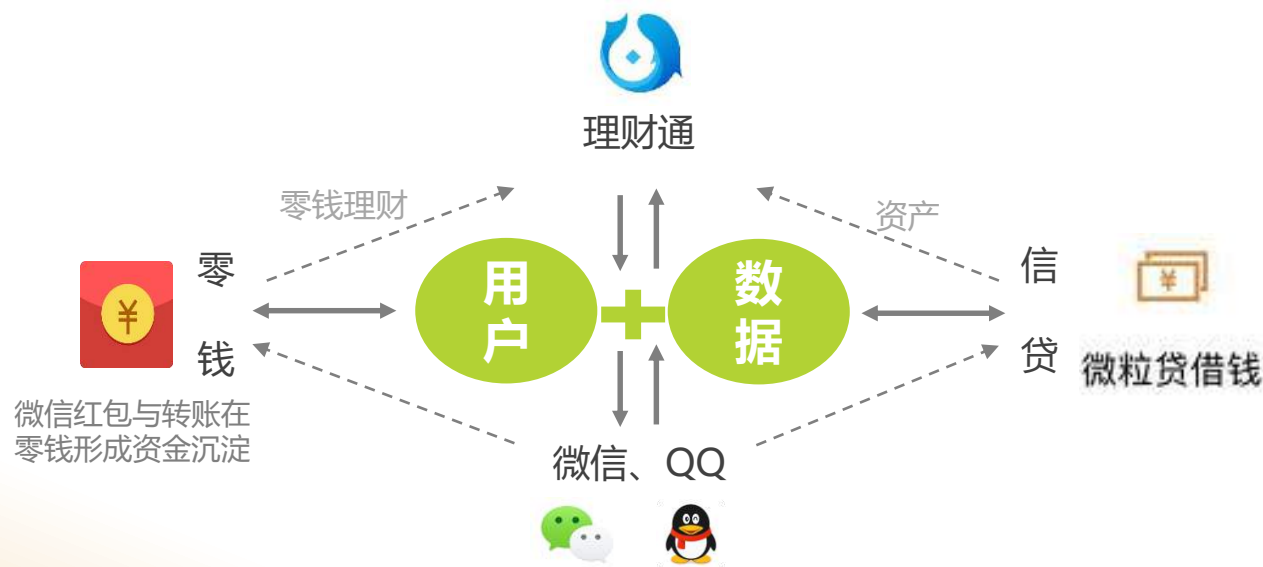 理财通
零钱理财
资产
零
钱
¥
用
户
数
据
信
贷
¥
微粒贷借钱
微信红包与转账在
零钱形成资金沉淀
微信、QQ